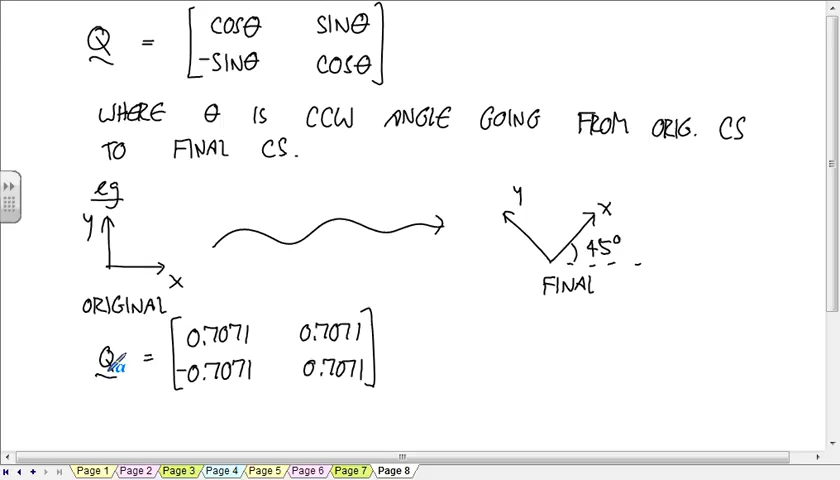 Q = [ COSθ SINθ
-SINθ COSθ ]
WHERE θ IS CCW ANGLE GOING FROM ORIG. CS
TO FINAL CS.
eg
Y
X
ORIGINAL
Y
X
45°
FINAL
Q = [ 0.7071 0.7071
-0.7071 0.7071 ]
Page 1 Page 2 Page 3 Page 4 Page 5 Page 6 Page 7 Page 8